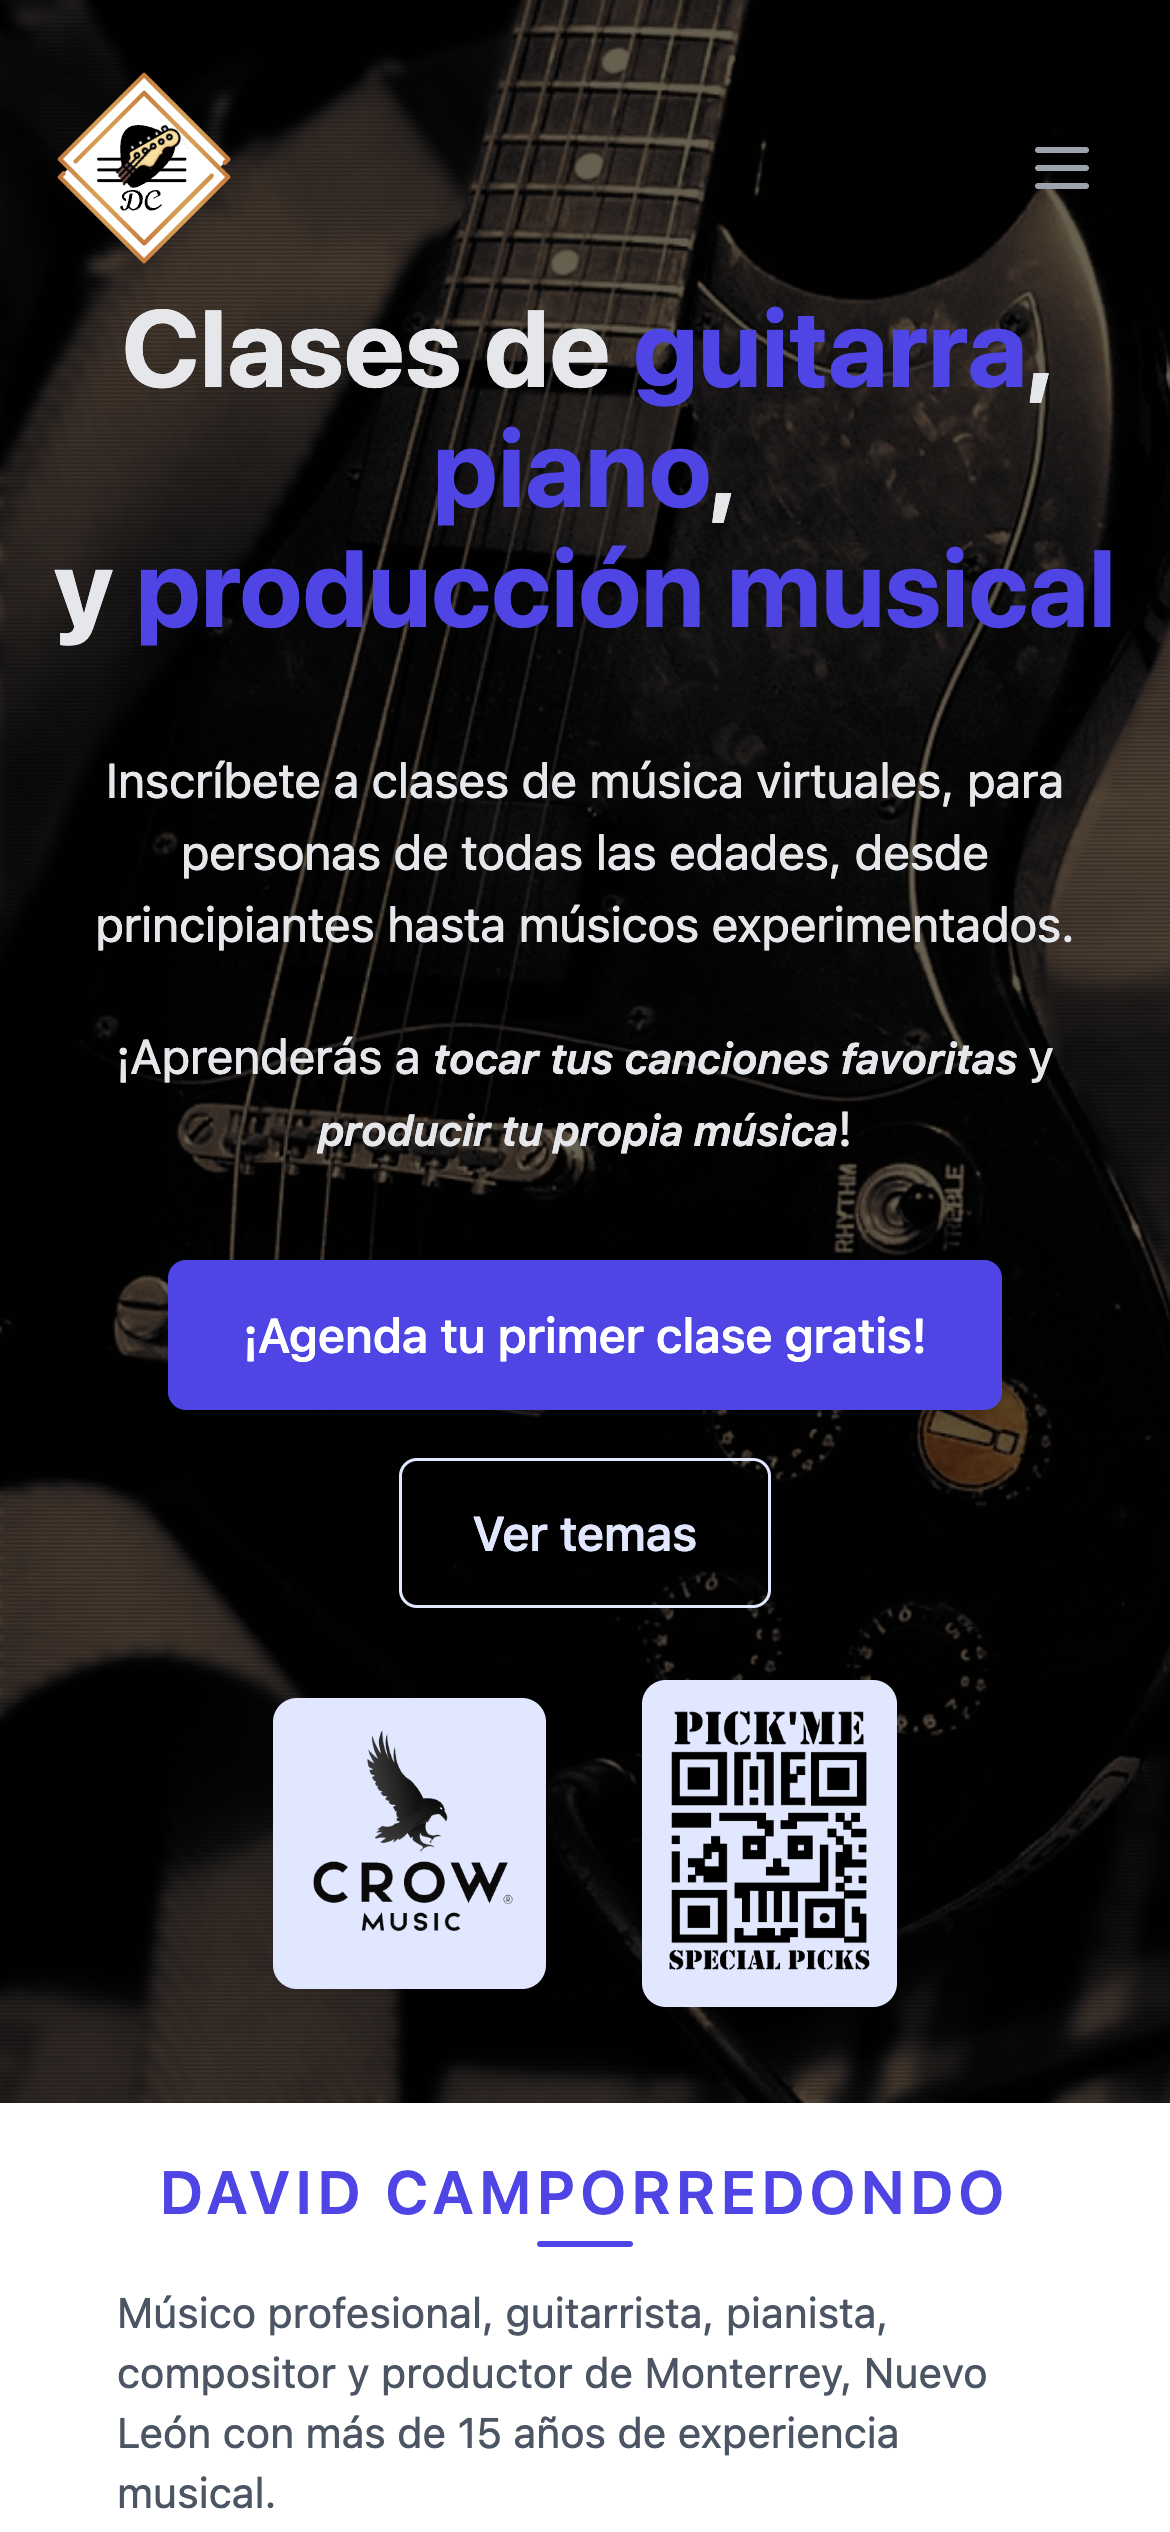 DC
Clases de guitarra,
piano,
y producción musical
Inscríbete a clases de música virtuales, para
personas de todas las edades, desde
principiantes hasta músicos experimentados.
¡Aprenderás a tocar tus canciones favoritas y
producir tu propia música!
RHYTHM
TREBLE
¡Agenda tu primer clase gratis!
Ver temas
CROW®
MUSIC
PICK'ME
SPECIAL PICKS
DAVID CAMPORREDONDO
Músico profesional, guitarrista, pianista,
compositor y productor de Monterrey, Nuevo
León con más de 15 años de experiencia
musical.